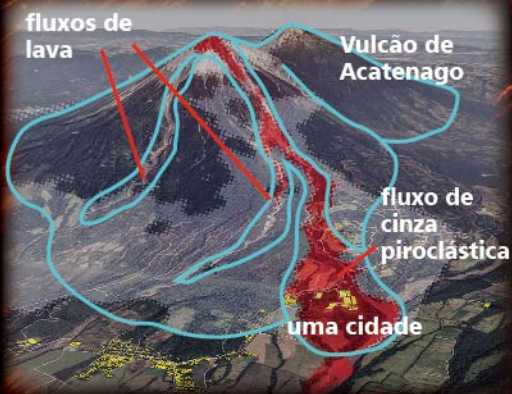 fluxos de
lava
Vulcão de
Acatenago
fluxo de
cinza
piroclástica
uma cidade